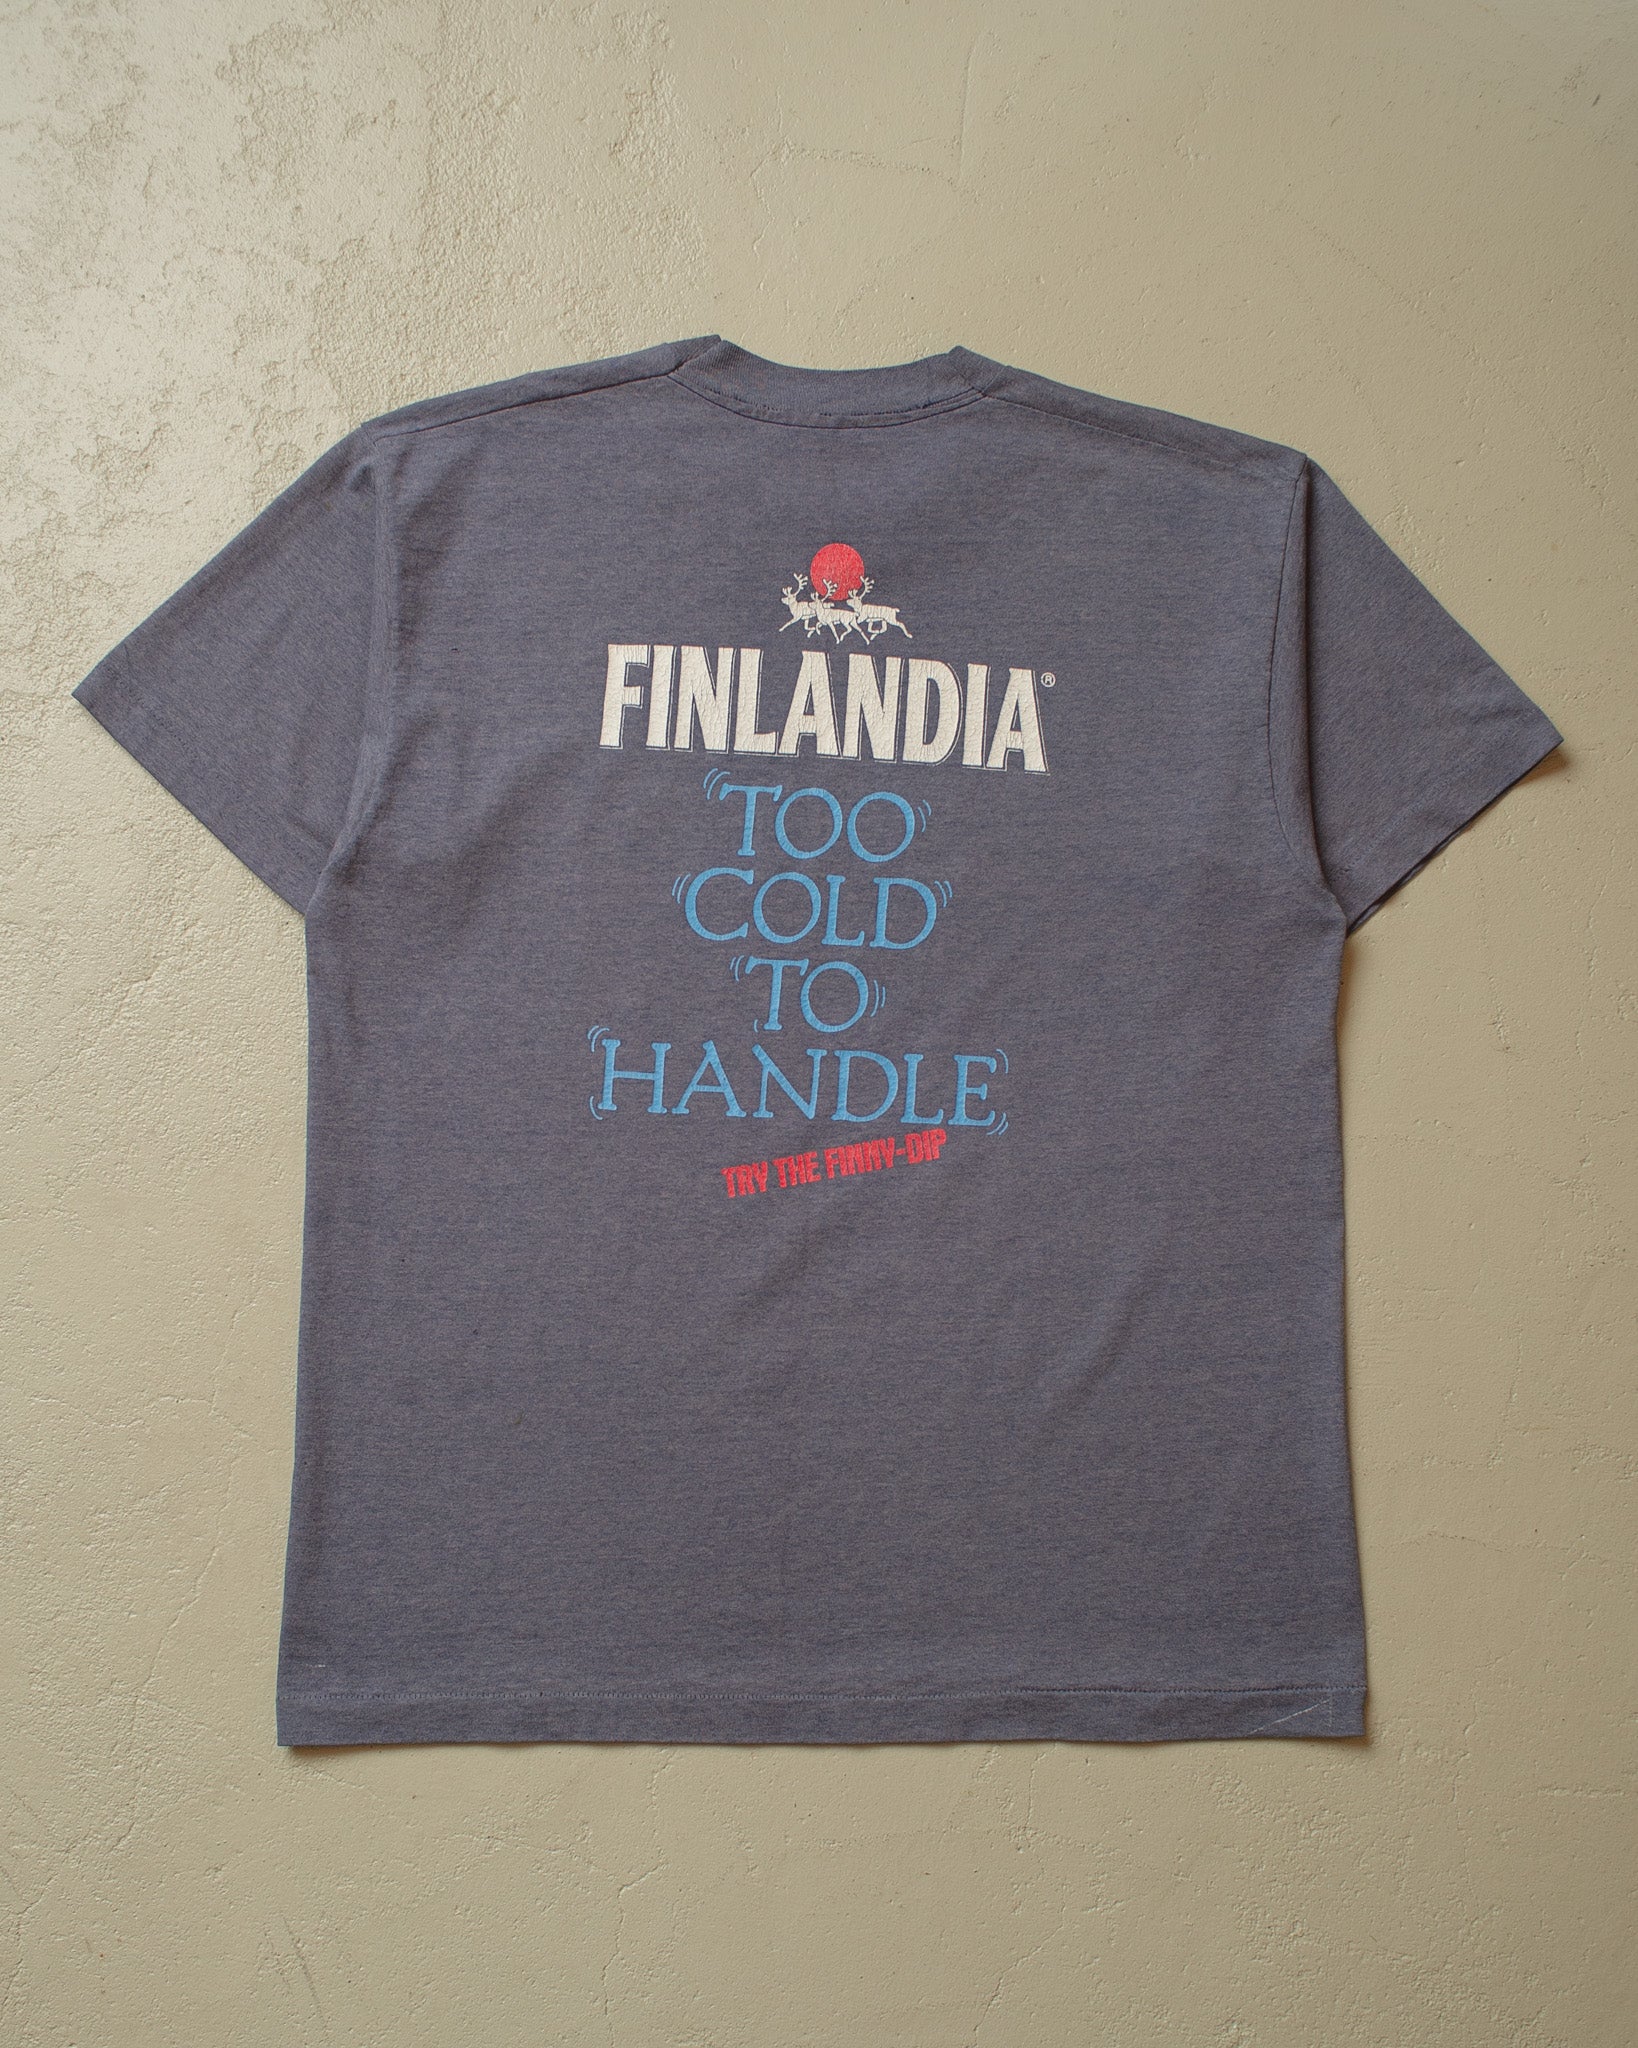 FINLANDIA®
TOO
COLD
TO
HANDLE
TRY THE FINNY-DIP